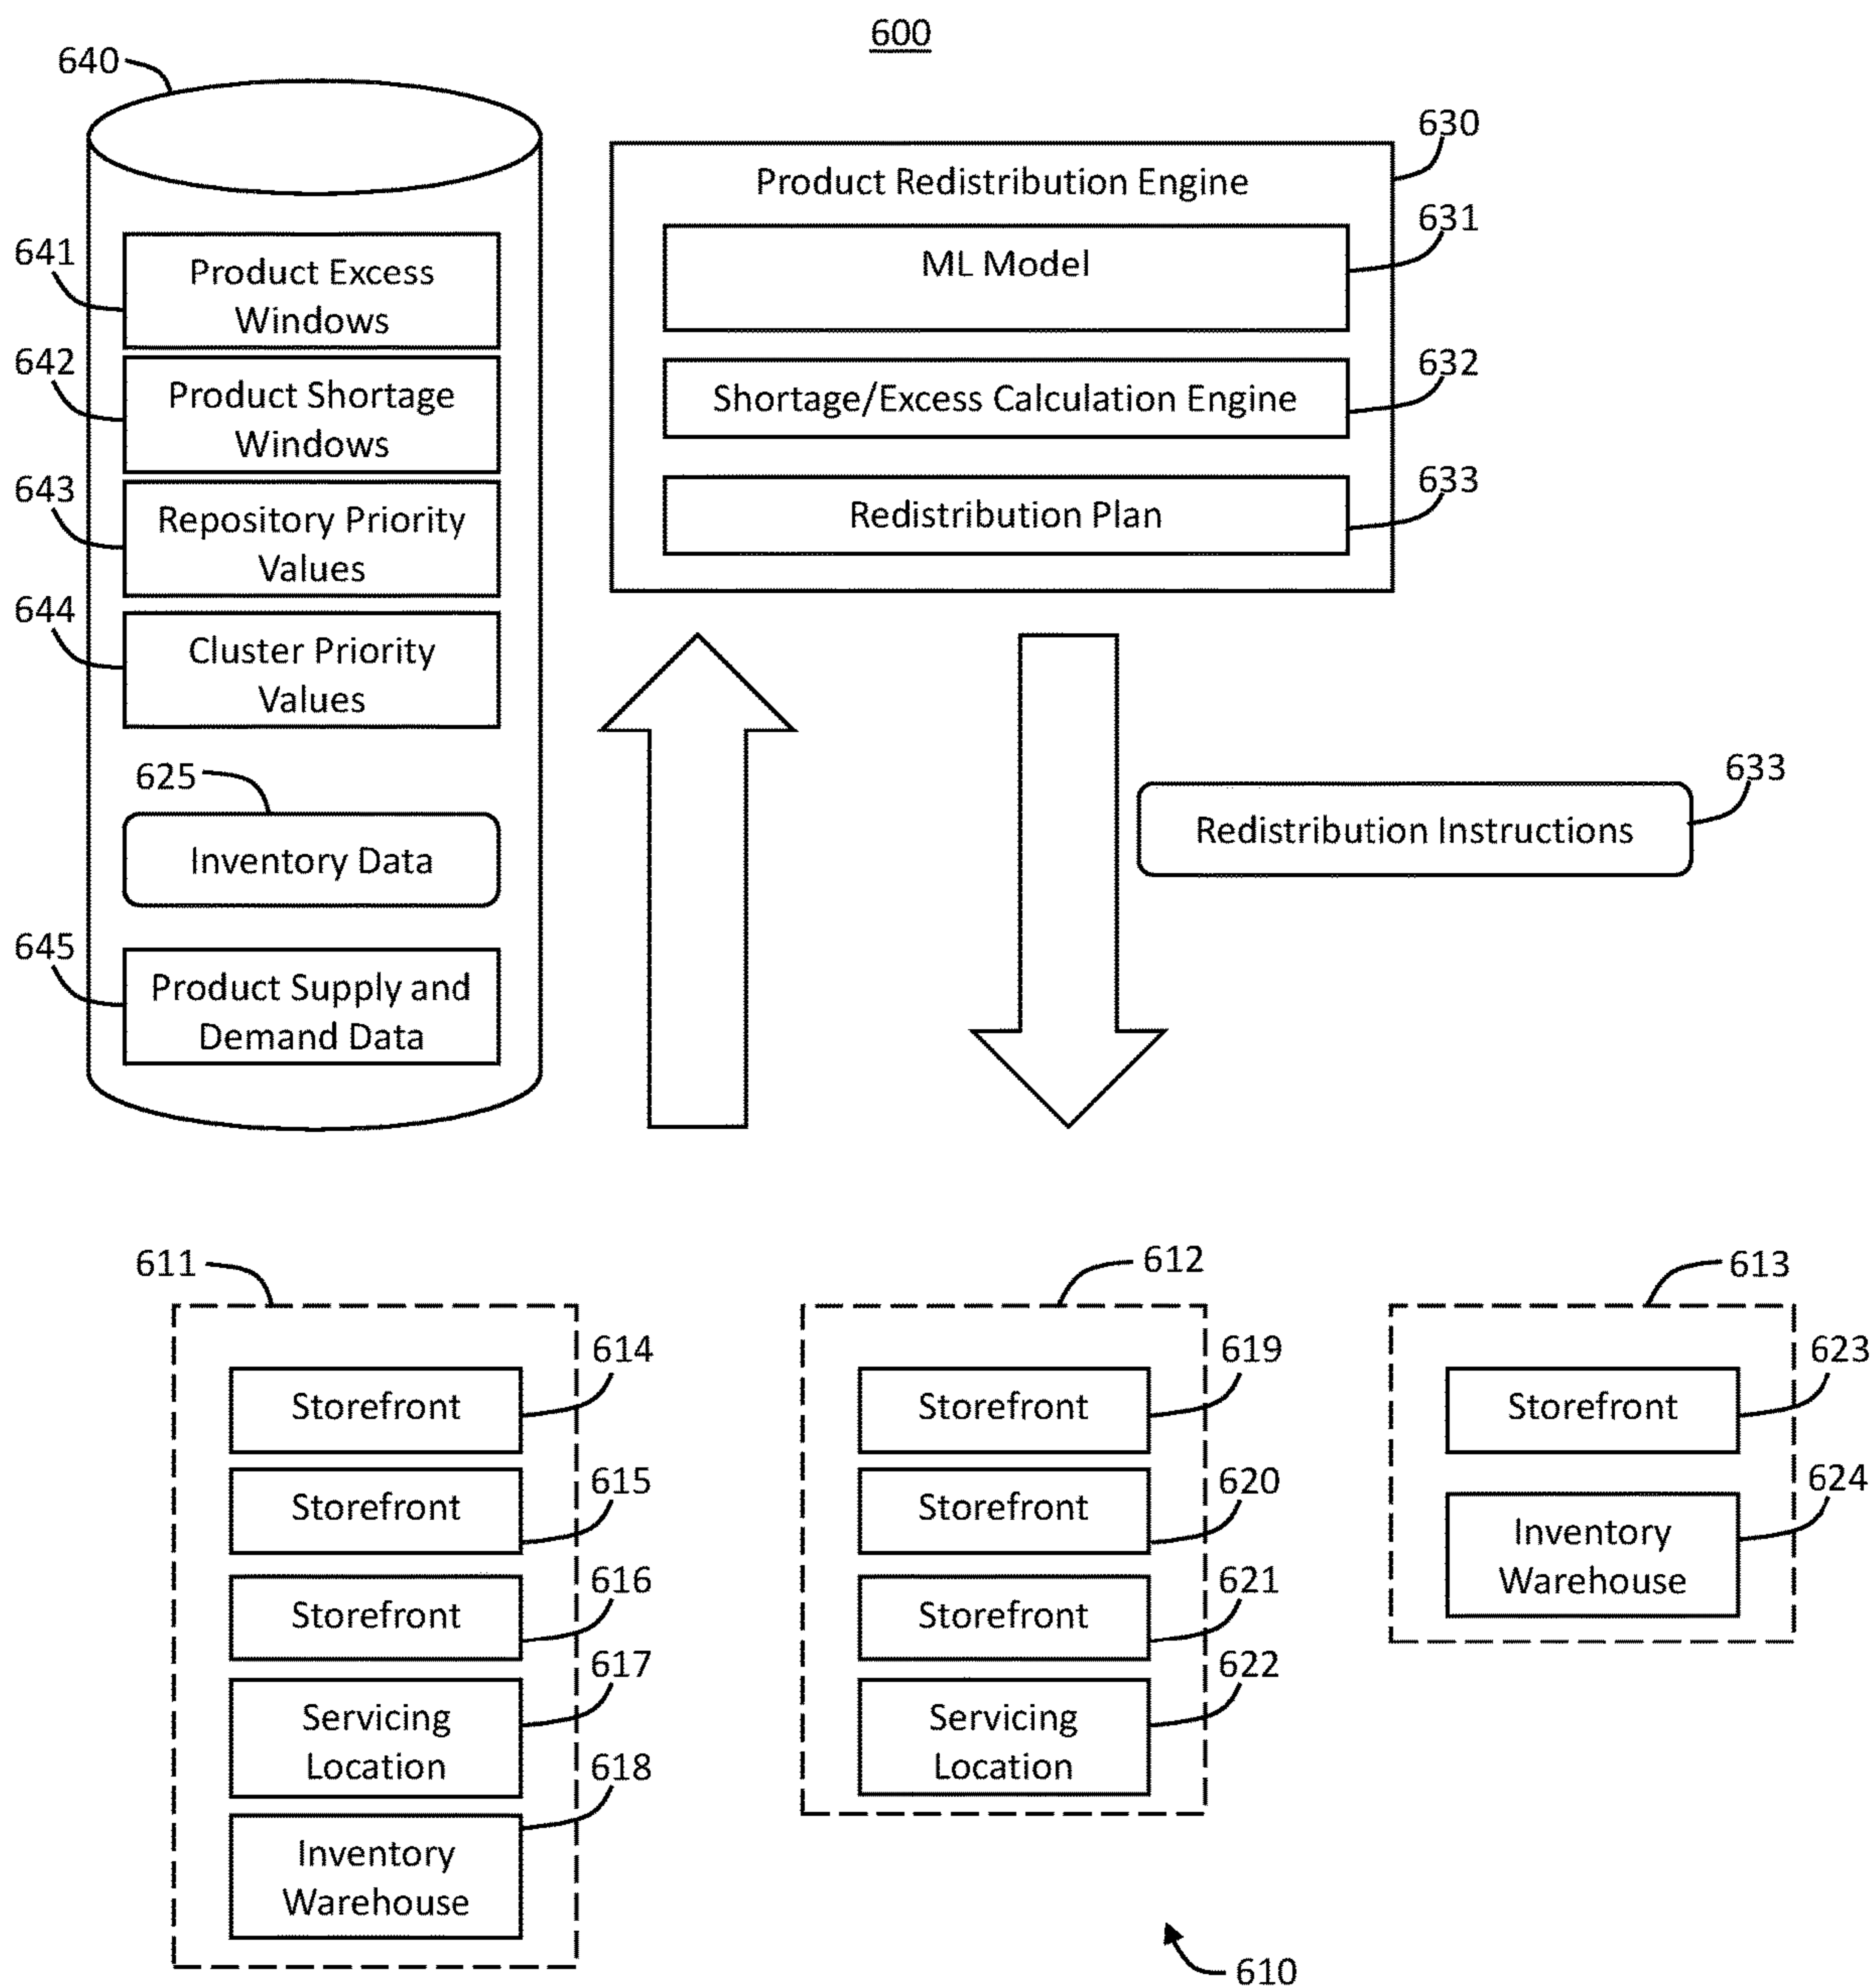 600
640
641
Product Excess
Windows
642
Product Shortage
Windows
643
Repository Priority
Values
644
Cluster Priority
Values
625
Inventory Data
645
Product Supply and
Demand Data
630
Product Redistribution Engine
631
ML Model
632
Shortage/Excess Calculation Engine
633
Redistribution Plan
633
Redistribution Instructions
611
614
Storefront
615
Storefront
616
Storefront
617
Servicing
Location
618
Inventory
Warehouse
612
619
Storefront
620
Storefront
621
Storefront
622
Servicing
Location
613
623
Storefront
624
Inventory
Warehouse
610